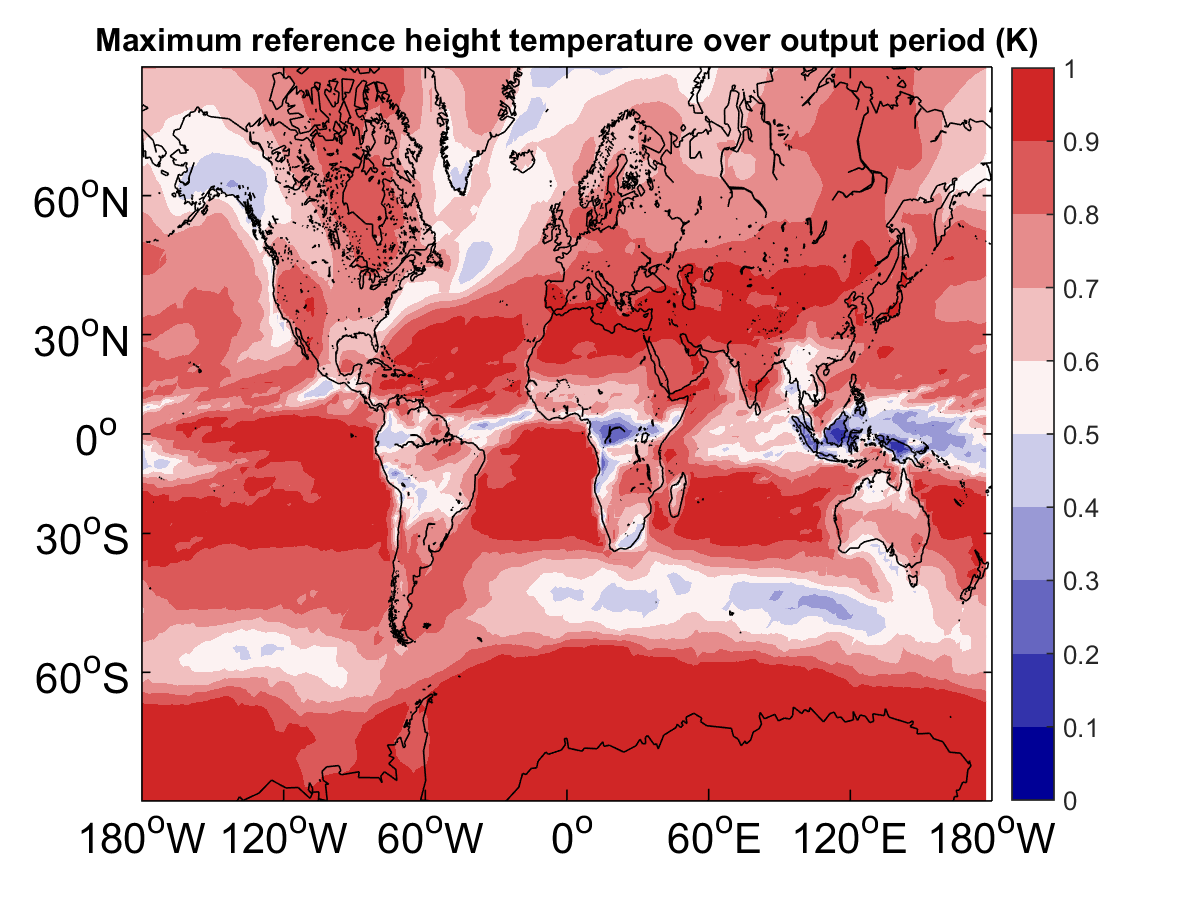 Maximum reference height temperature over output period (K)
1
0.9
0.8
0.7
0.6
0.5
0.4
0.3
0.2
0.1
0
60°N
30°N
0°
30°S
60°S
180°W 120°W 60°W 0° 60°E 120°E 180°W